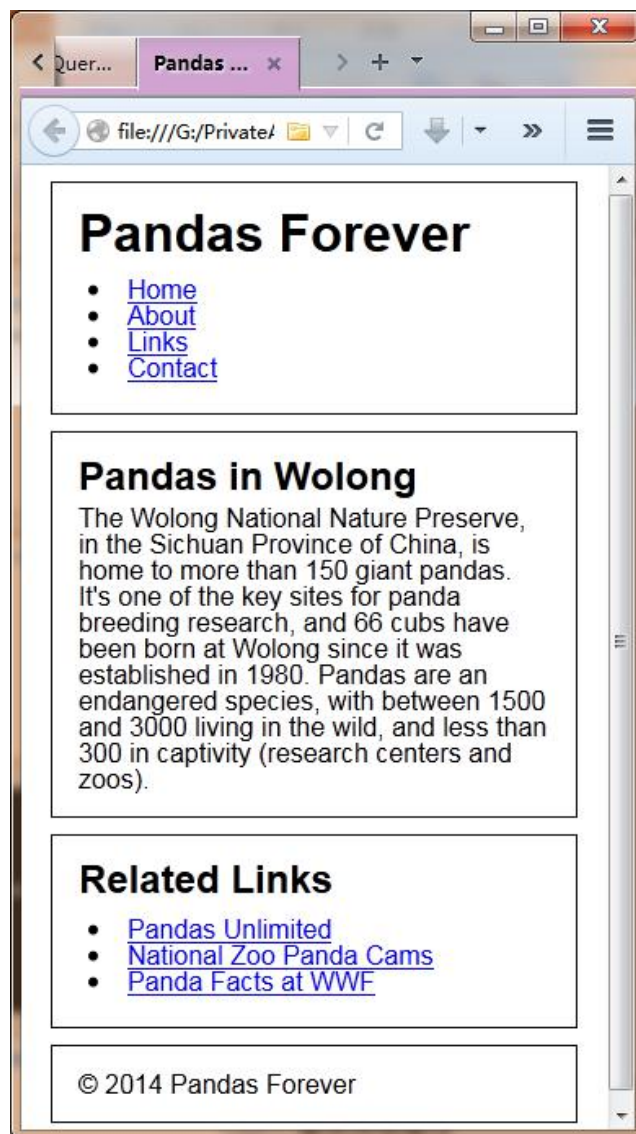 Quer...
Pandas ...
file:///G:/PrivateA
Pandas Forever
Home
About
Links
Contact
Pandas in Wolong
The Wolong National Nature Preserve,
in the Sichuan Province of China, is
home to more than 150 giant pandas.
It's one of the key sites for panda
breeding research, and 66 cubs have
been born at Wolong since it was
established in 1980. Pandas are an
endangered species, with between 1500
and 3000 living in the wild, and less than
300 in captivity (research centers and
zoos).
Related Links
Pandas Unlimited
National Zoo Panda Cams
Panda Facts at WWF
© 2014 Pandas Forever